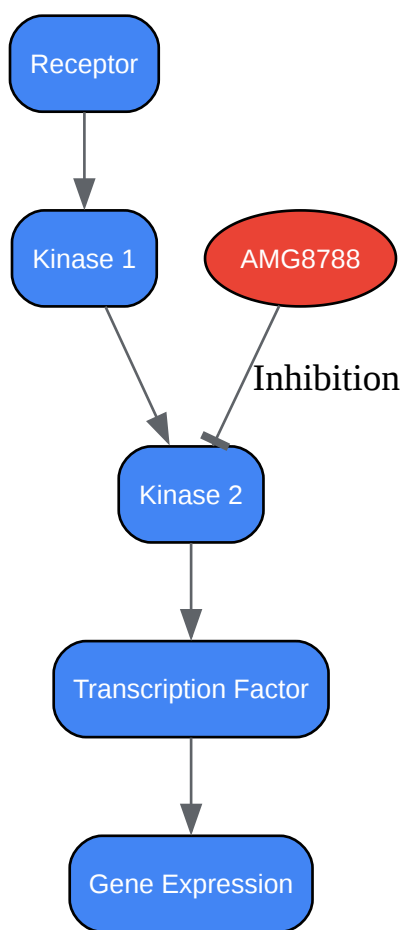 Receptor
Kinase 1
AMG8788
Inhibition
Kinase 2
Transcription Factor
Gene Expression